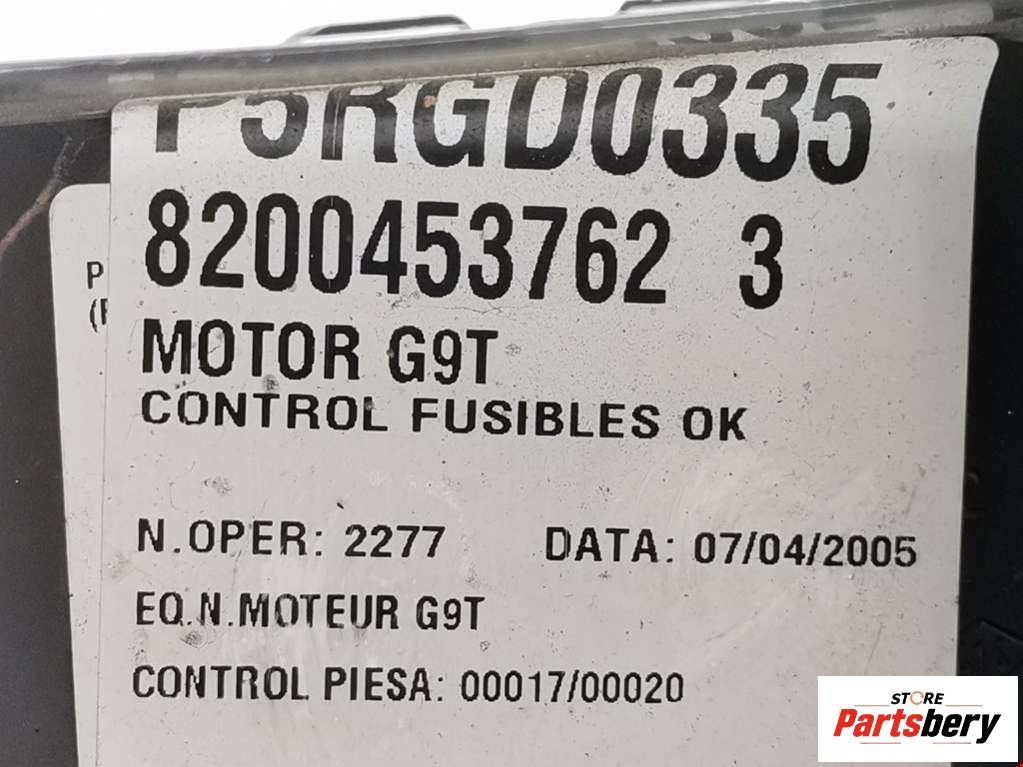 P5RGD0335
8200453762 3
MOTOR G9T
CONTROL FUSIBLES OK
N.OPER: 2277 DATA: 07/04/2005
EQ.N.MOTEUR G9T
CONTROL PIESA: 00017/00020
P
STORE
Partsbery